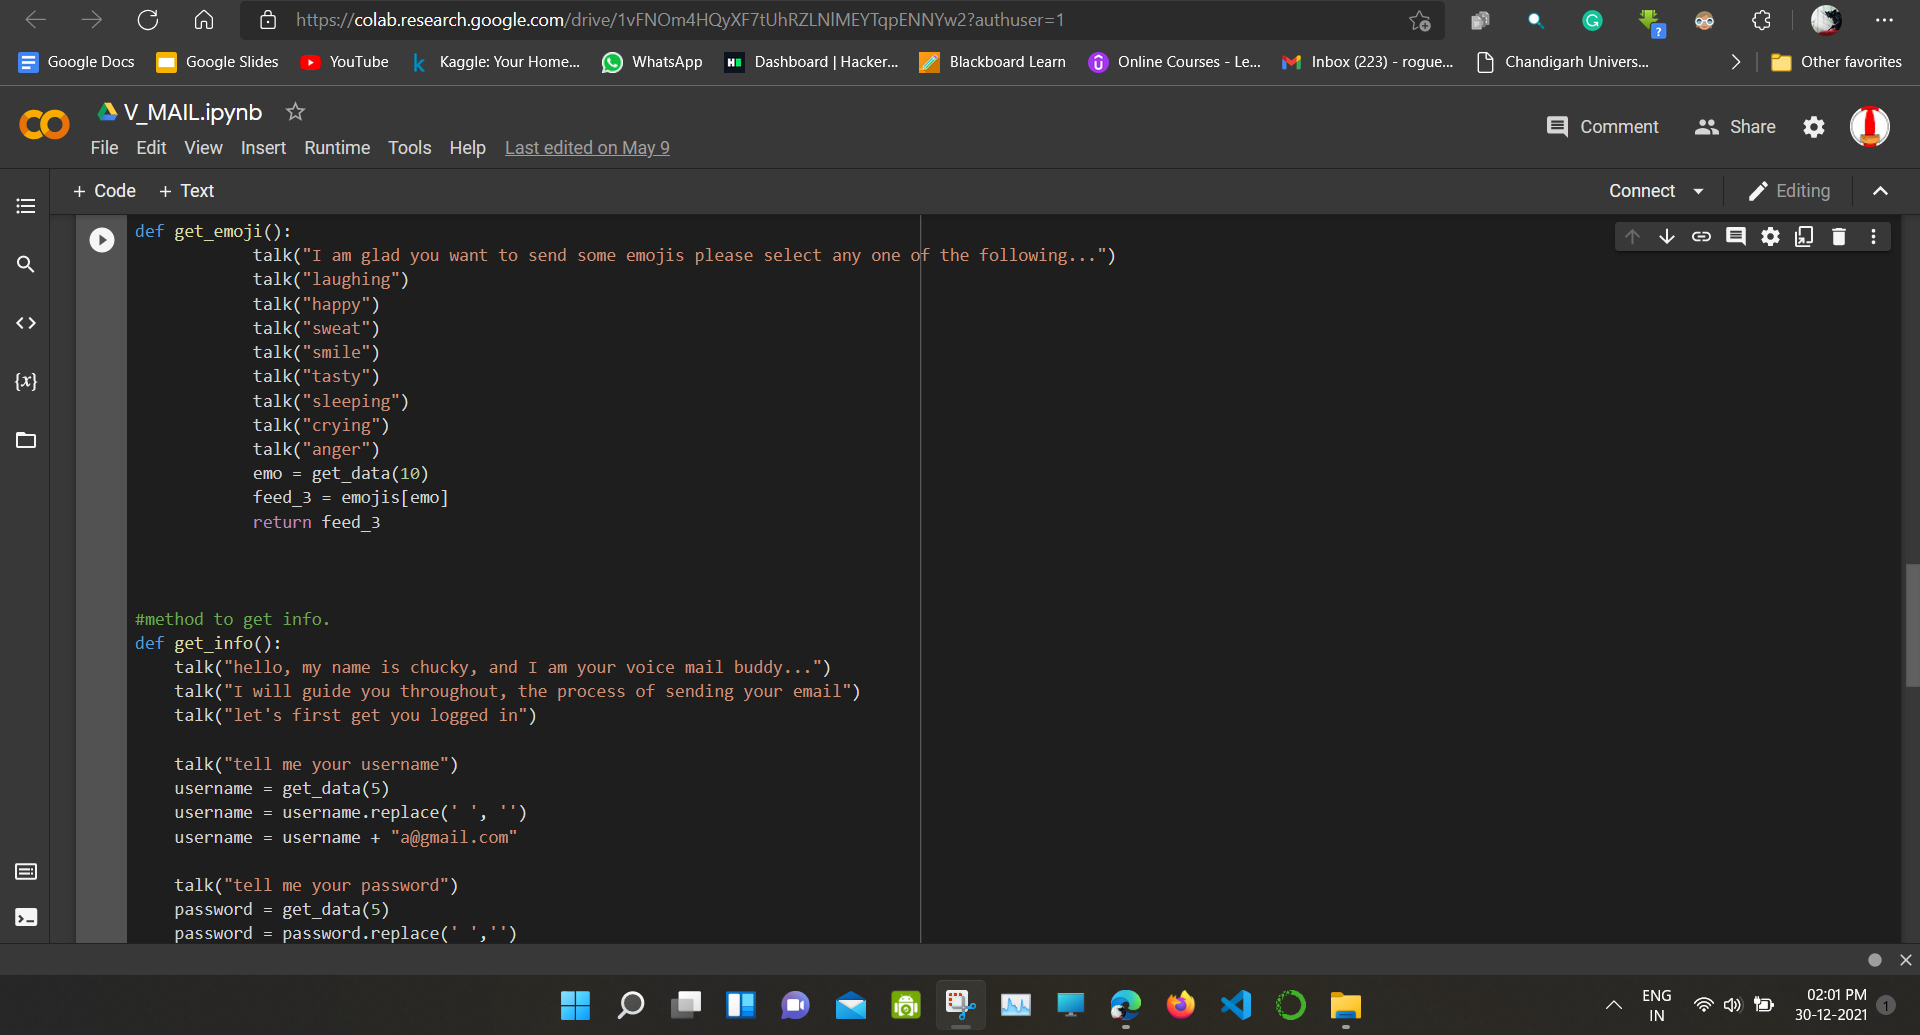 https://colab.research.google.com/drive/1vFNOm4HQyXF7tUhRZLNlMEYTqpENNYw2?authuser=1
Google Docs Google Slides YouTube Kaggle: Your Home... WhatsApp Dashboard | Hacker... Blackboard Learn Online Courses - Le... Inbox (223) - rogue... Chandigarh Univers... Other favorites
V_MAIL.ipynb
Comment Share
File Edit View Insert Runtime Tools Help Last edited on May 9
+ Code + Text Connect Editing
def get_emoji():
            talk("I am glad you want to send some emojis please select any one of the following...")
            talk("laughing")
            talk("happy")
            talk("sweat")
            talk("smile")
            talk("tasty")
            talk("sleeping")
            talk("crying")
            talk("anger")
            emo = get_data(10)
            feed_3 = emojis[emo]
            return feed_3
#method to get info.
def get_info():
    talk("hello, my name is chucky, and I am your voice mail buddy...")
    talk("I will guide you throughout, the process of sending your email")
    talk("let's first get you logged in")
    talk("tell me your username")
    username = get_data(5)
    username = username.replace(' ', '')
    username = username + "a@gmail.com"
    talk("tell me your password")
    password = get_data(5)
    password = password.replace(' ','')
ENG
IN
02:01 PM
30-12-2021
1